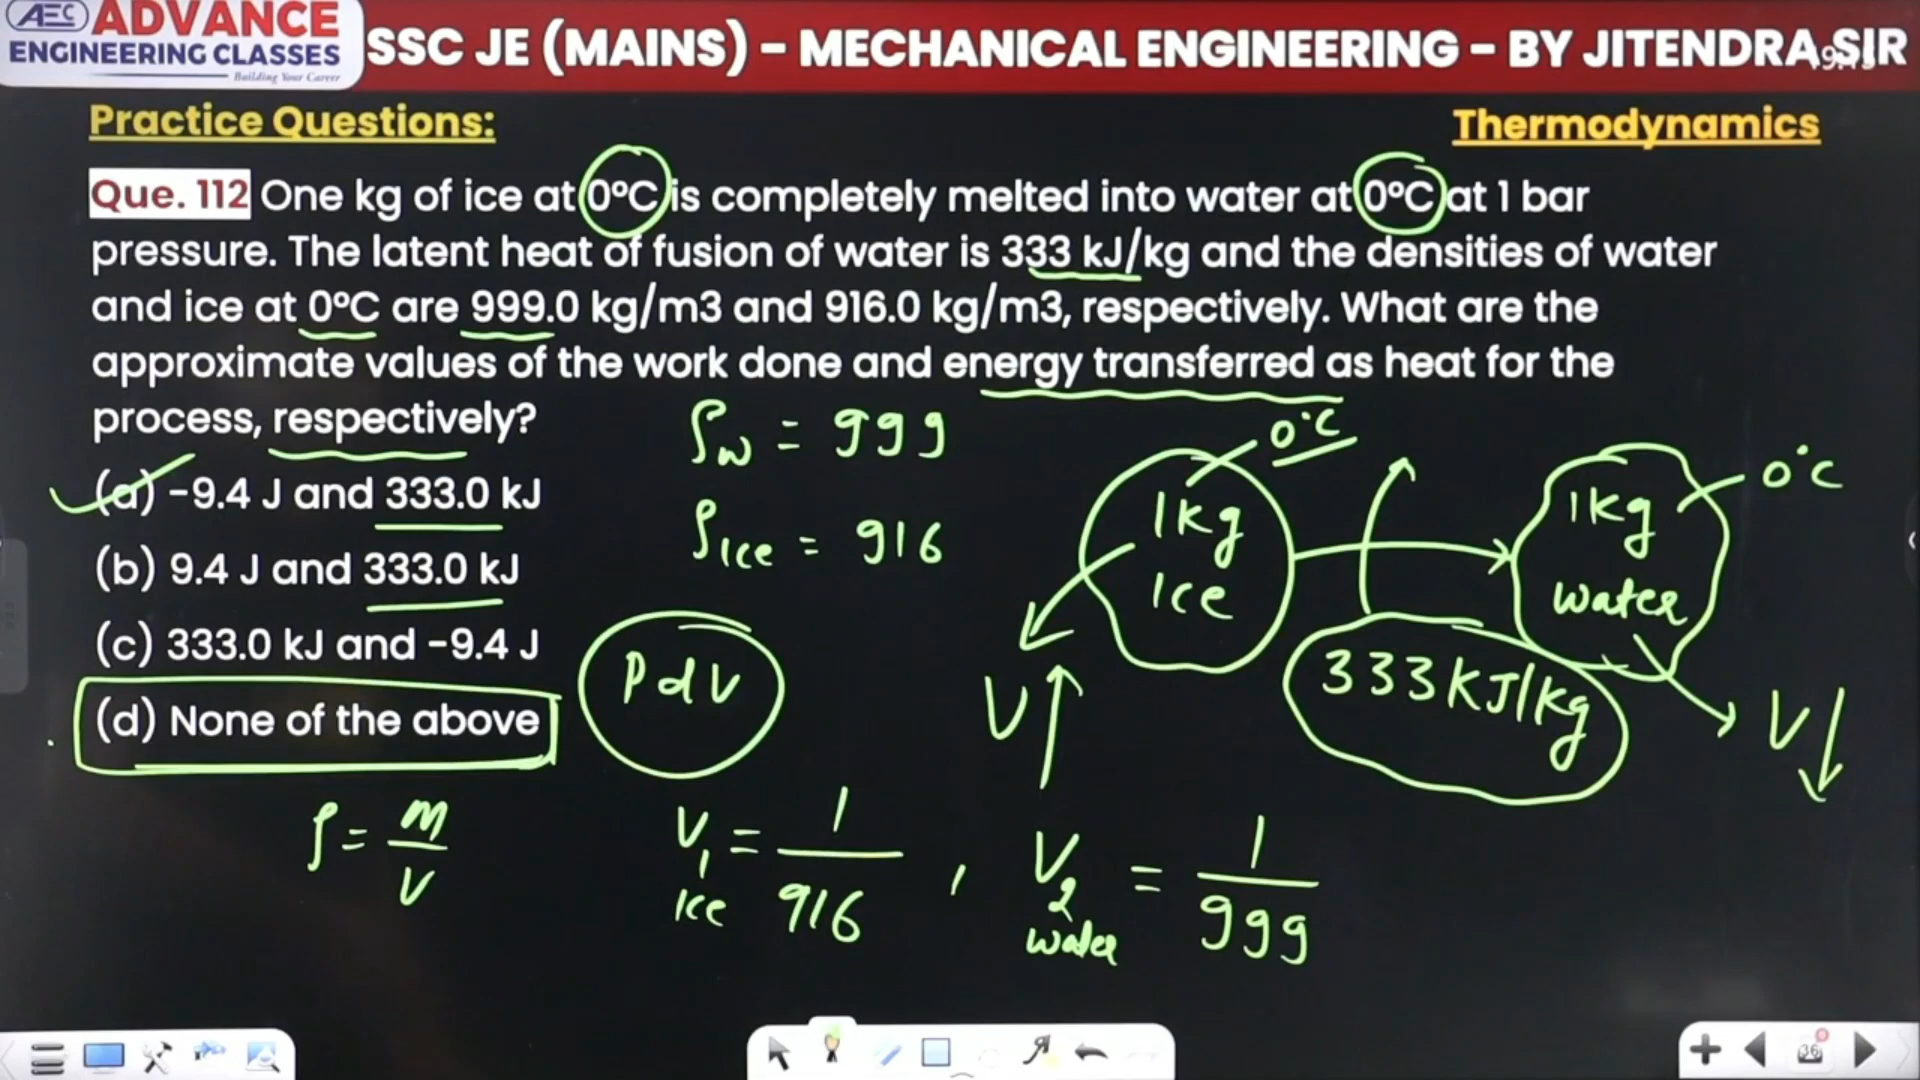 AEC ADVANCE
ENGINEERING CLASSES
Building Your Career
SSC JE (MAINS) - MECHANICAL ENGINEERING - BY JITENDRA SIR
Practice Questions:
Thermodynamics
Que. 112 One kg of ice at 0°C is completely melted into water at 0°C at 1 bar
pressure. The latent heat of fusion of water is 333 kJ/kg and the densities of water
and ice at 0°C are 999.0 kg/m3 and 916.0 kg/m3, respectively. What are the
approximate values of the work done and energy transferred as heat for the
process, respectively?
(a) -9.4 J and 333.0 kJ
(b) 9.4 J and 333.0 kJ
(c) 333.0 kJ and -9.4 J
(d) None of the above
ρw = 999
ρIce = 916
PdV
0°C
1kg
Ice
V↑
333KJ/kg
0°C
1kg
water
V↓
ρ = m/V
V1 = 1/916 ,
Ice
V2 = 1/999
water
36